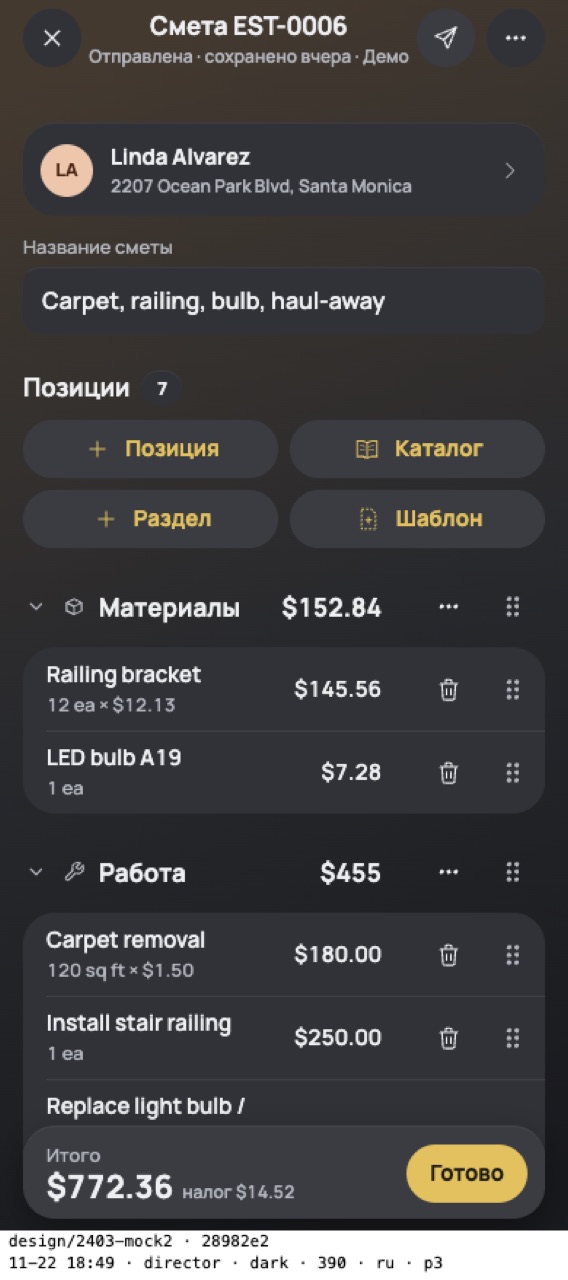 Смета EST-0006
Отправлена · сохранено вчера · Демо
LA
Linda Alvarez
2207 Ocean Park Blvd, Santa Monica
Название сметы
Carpet, railing, bulb, haul-away
Позиции 7
Позиция
Каталог
Раздел
Шаблон
Материалы $152.84
Railing bracket
12 ea × $12.13
$145.56
LED bulb A19
1 ea
$7.28
Работа $455
Carpet removal
120 sq ft × $1.50
$180.00
Install stair railing
1 ea
$250.00
Replace light bulb /
Итого
$772.36 налог $14.52
Готово
design/2403-mock2 · 28982e2
11-22 18:49 · director · dark · 390 · ru · p3